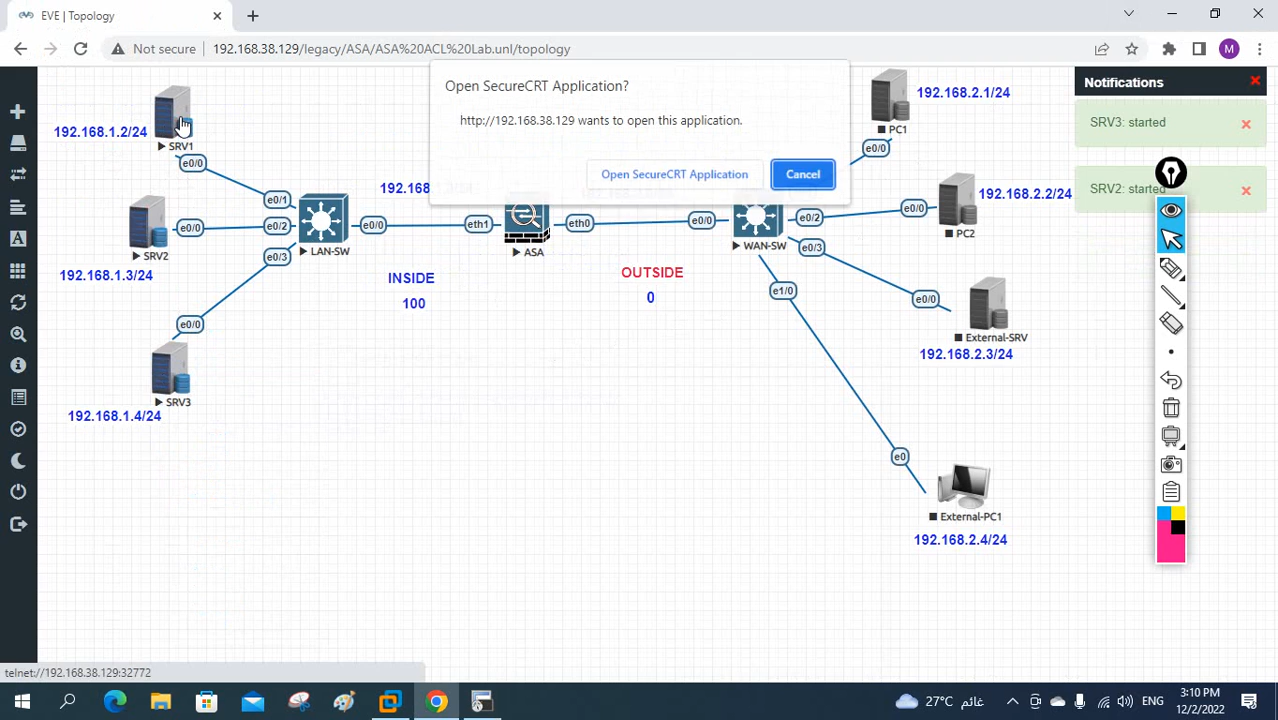 EVE | Topology
Not secure
192.168.38.129/legacy/ASA/ASA%20ACL%20Lab.unl/topology
M
Open SecureCRT Application?
http://192.168.38.129 wants to open this application.
Open SecureCRT Application
Cancel
Notifications
SRV3: started
SRV2: started
192.168.1.2/24
SRV1
e0/0
192.168.1.3/24
SRV2
e0/0
192.168.1.4/24
SRV3
e0/0
e0/1
e0/2
e0/3
LAN-SW
e0/0
eth1
ASA
eth0
INSIDE
100
OUTSIDE
0
e0/0
WAN-SW
e0/2
e0/3
e1/0
192.168.2.1/24
PC1
e0/0
192.168.2.2/24
PC2
e0/0
e0/0
External-SRV
192.168.2.3/24
e0
External-PC1
192.168.2.4/24
telnet://192.168.38.129:32772
27°C غائم
ENG
3:10 PM
12/2/2022